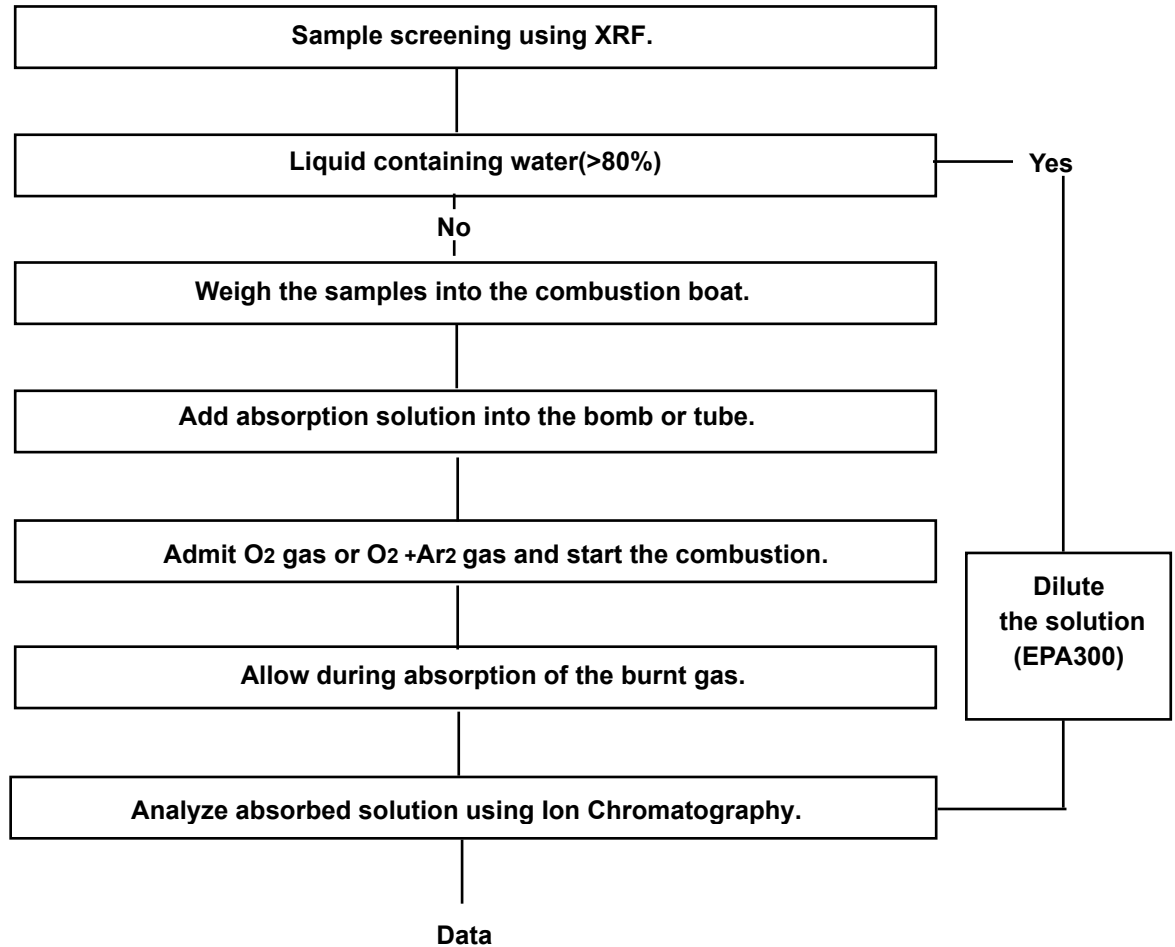 Sample screening using XRF.
Liquid containing water(>80%)
Yes
No
Weigh the samples into the combustion boat.
Add absorption solution into the bomb or tube.
Admit O2 gas or O2 +Ar2 gas and start the combustion.
Dilute
the solution
(EPA300)
Allow during absorption of the burnt gas.
Analyze absorbed solution using Ion Chromatography.
Data